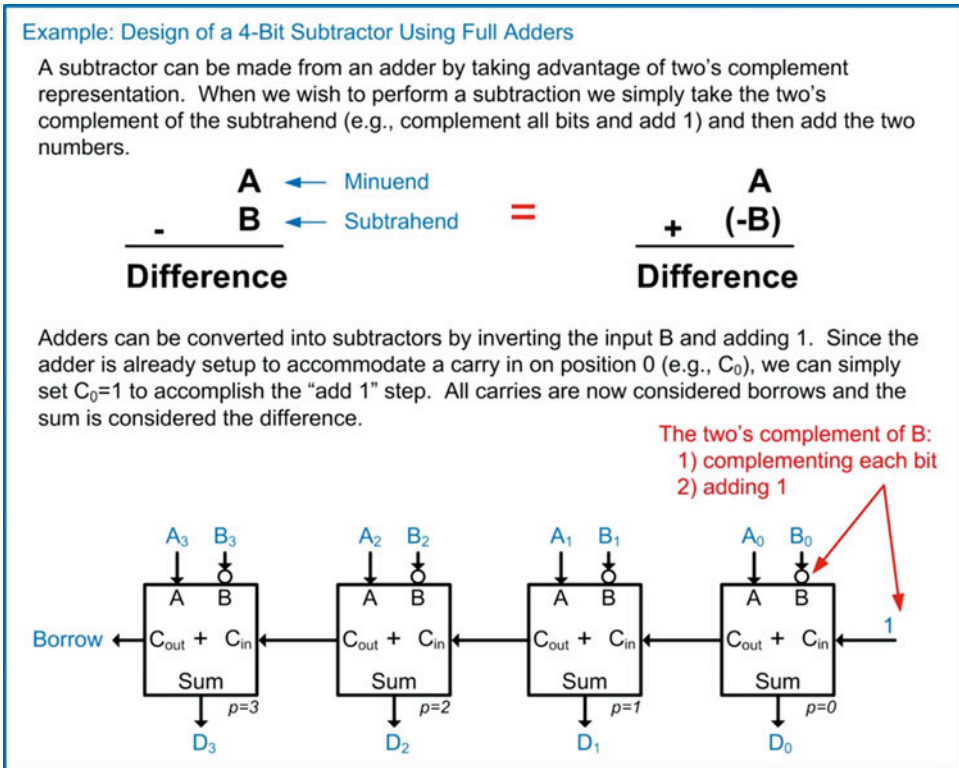 Example: Design of a 4-Bit Subtractor Using Full Adders
A subtractor can be made from an adder by taking advantage of two's complement
representation. When we wish to perform a subtraction we simply take the two's
complement of the subtrahend (e.g., complement all bits and add 1) and then add the two
numbers.
A Minuend = A
- B Subtrahend + (-B)
Difference Difference
Adders can be converted into subtractors by inverting the input B and adding 1. Since the
adder is already setup to accommodate a carry in on position 0 (e.g., C₀), we can simply
set C₀=1 to accomplish the “add 1” step. All carries are now considered borrows and the
sum is considered the difference.
The two's complement of B:
1) complementing each bit
2) adding 1
A₃ B₃ A₂ B₂ A₁ B₁ A₀ B₀
A B A B A B A B
Borrow Cout + Cin Cout + Cin Cout + Cin Cout + Cin 1
Sum Sum Sum Sum
p=3 p=2 p=1 p=0
D₃ D₂ D₁ D₀